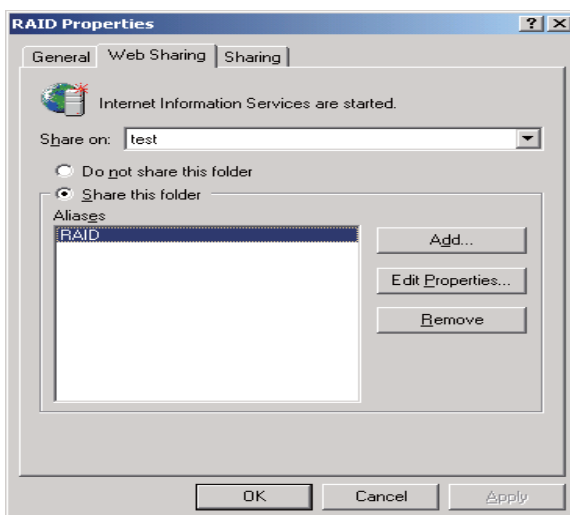 RAID Properties
General Web Sharing Sharing
Internet Information Services are started.
Share on: test
Do not share this folder
Share this folder
Aliases
RAID
Add...
Edit Properties...
Remove
OK Cancel Apply